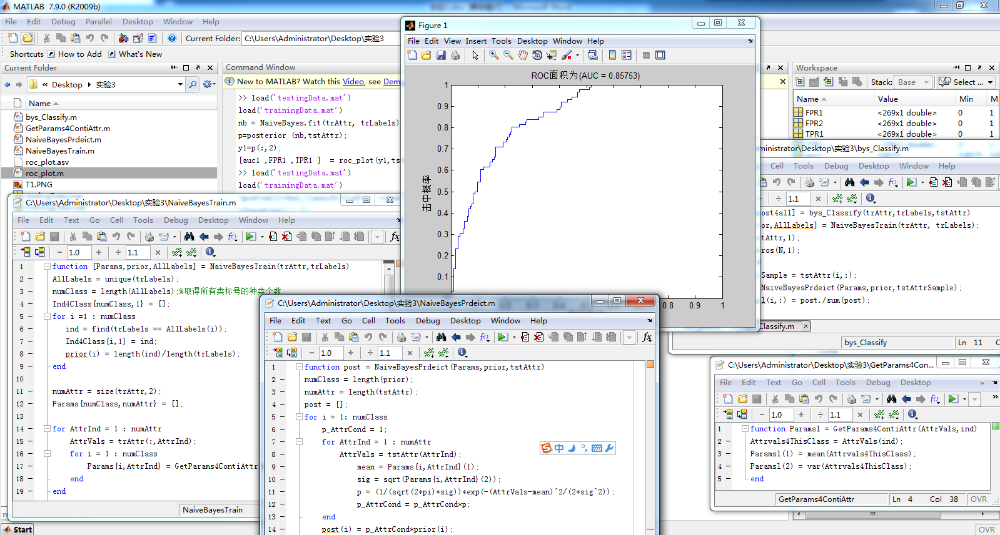 MATLAB 7.9.0 (R2009b)
File Edit Debug Parallel Desktop Window Help
Current Folder: C:\Users\Administrator\Desktop\实验3
Shortcuts How to Add What's New
Current Folder
« Desktop 实验3
Name
bys_Classify.m
GetParams4ContiAttr.m
NaiveBayesPrdeict.m
NaiveBayesTrain.m
roc_plot.asv
roc_plot.m
T1.PNG
Command Window
New to MATLAB? Watch this Video, see Dem
>> load('testingData.mat')
load('trainingData.mat')
nb = NaiveBayes.fit(trAttr, trLabels)
p=posterior (nb,tstAttr);
y1=p(:,2);
[auc1 ,FPR1 ,TPR1 ] = roc_plot(y1,ts
>> load('testingData.mat')
load('trainingData.mat')
Figure 1
File Edit View Insert Tools Desktop Window Help
ROC面积为(AUC = 0.85753)
击中概率
1
0.9
0.8
0.7
0.6
0.5
0.4
0.3
0.2
0.1
0.8 0.9 1
Workspace
Stack: Base Select ...
Name Value Min M
FPR1 <269x1 double> 0 1
FPR2 <269x1 double> 0 1
TPR1 <269x1 double> 0 1
ministrator\Desktop\实验3\bys_Classify.m
Cell Tools Debug Desktop Window Help
÷ 1.1 ×
ost4all] = bys_Classify(trAttr,trLabels,tstAttr)
or,AllLabels] = NaiveBayesTrain(trAttr, trLabels);
tAttr,1);
ros(N,1);
Sample = tstAttr(i,:);
NaiveBayesPrdeict(Params,prior,tstAttrSample);
l(i,:) = post./sum(post);
Classify.m ×
bys_Classify Ln 11 C
C:\Users\Administrator\Desktop\实验3\NaiveBayesTrain.m
File Edit Text Go Cell Tools Debug Desktop Window Help
− 1.0 + ÷ 1.1 ×
1 function [Params,prior,AllLabels] = NaiveBayesTrain(trAttr,trLabels)
2 − AllLabels = unique(trLabels);
3 − numClass = length(AllLabels);%取得所有类标号的种类个数
4 − Ind4Class{numClass,1} = [];
5 − for i =1 : numClass
6 − ind = find(trLabels == AllLabels(i));
7 − Ind4Class{i,1} = ind;
8 − prior(i) = length(ind)/length(trLabels);
9 − end
10
11 − numAttr = size(trAttr,2);
12 − Params{numClass,numAttr} = [];
13
14 − for AttrInd = 1 : numAttr
15 − AttrVals = trAttr(:,AttrInd);
16 − for i = 1 : numClass
17 − Params{i,AttrInd} = GetParams4ContiAttr
18 − end
19 − end
NaiveBayesTrain
C:\Users\Administrator\Desktop\实验3\NaiveBayesPrdeict.m
File Edit Text Go Cell Tools Debug Desktop Window Help
− 1.0 + ÷ 1.1 ×
1 function post = NaiveBayesPrdeict(Params,prior,tstAttr)
2 − numClass = length(prior);
3 − numAttr = length(tstAttr);
4 − post = [];
5 − for i = 1: numClass
6 − p_AttrCond = 1;
7 − for AttrInd = 1 : numAttr
8 − AttrVals = tstAttr(AttrInd);
9 − mean = Params{i,AttrInd}(1);
10 − sig = sqrt(Params{i,AttrInd}(2));
11 − p = (1/(sqrt(2*pi)*sig))*exp(-(AttrVals-mean)^2/(2*sig^2));
12 − p_AttrCond = p_AttrCond*p;
13 − end
14 − post(i) = p_AttrCond*prior(i);
中
C:\Users\Administrator\Desktop\实验3\GetParams4Con...
File Edit Text Go Cell Tools Debug Desktop »
− 1.0 + ÷ 1.1 ×
1 function Paramsl = GetParams4ContiAttr(AttrVals,ind)
2 − Attrvals4ThisClass = AttrVals(ind);
3 − Paramsl(1) = mean(Attrvals4ThisClass);
4 − Paramsl(2) = var(Attrvals4ThisClass);
5 − end
GetParams4ContiAttr Ln 4 Col 38 OVR
Start
OVR